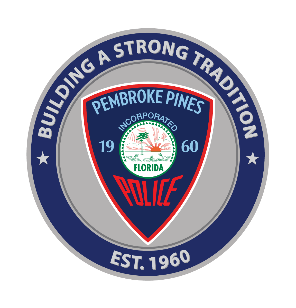 BUILDING A STRONG TRADITION
PEMBROKE PINES
INCORPORATED
19 60
FLORIDA
POLICE
EST. 1960